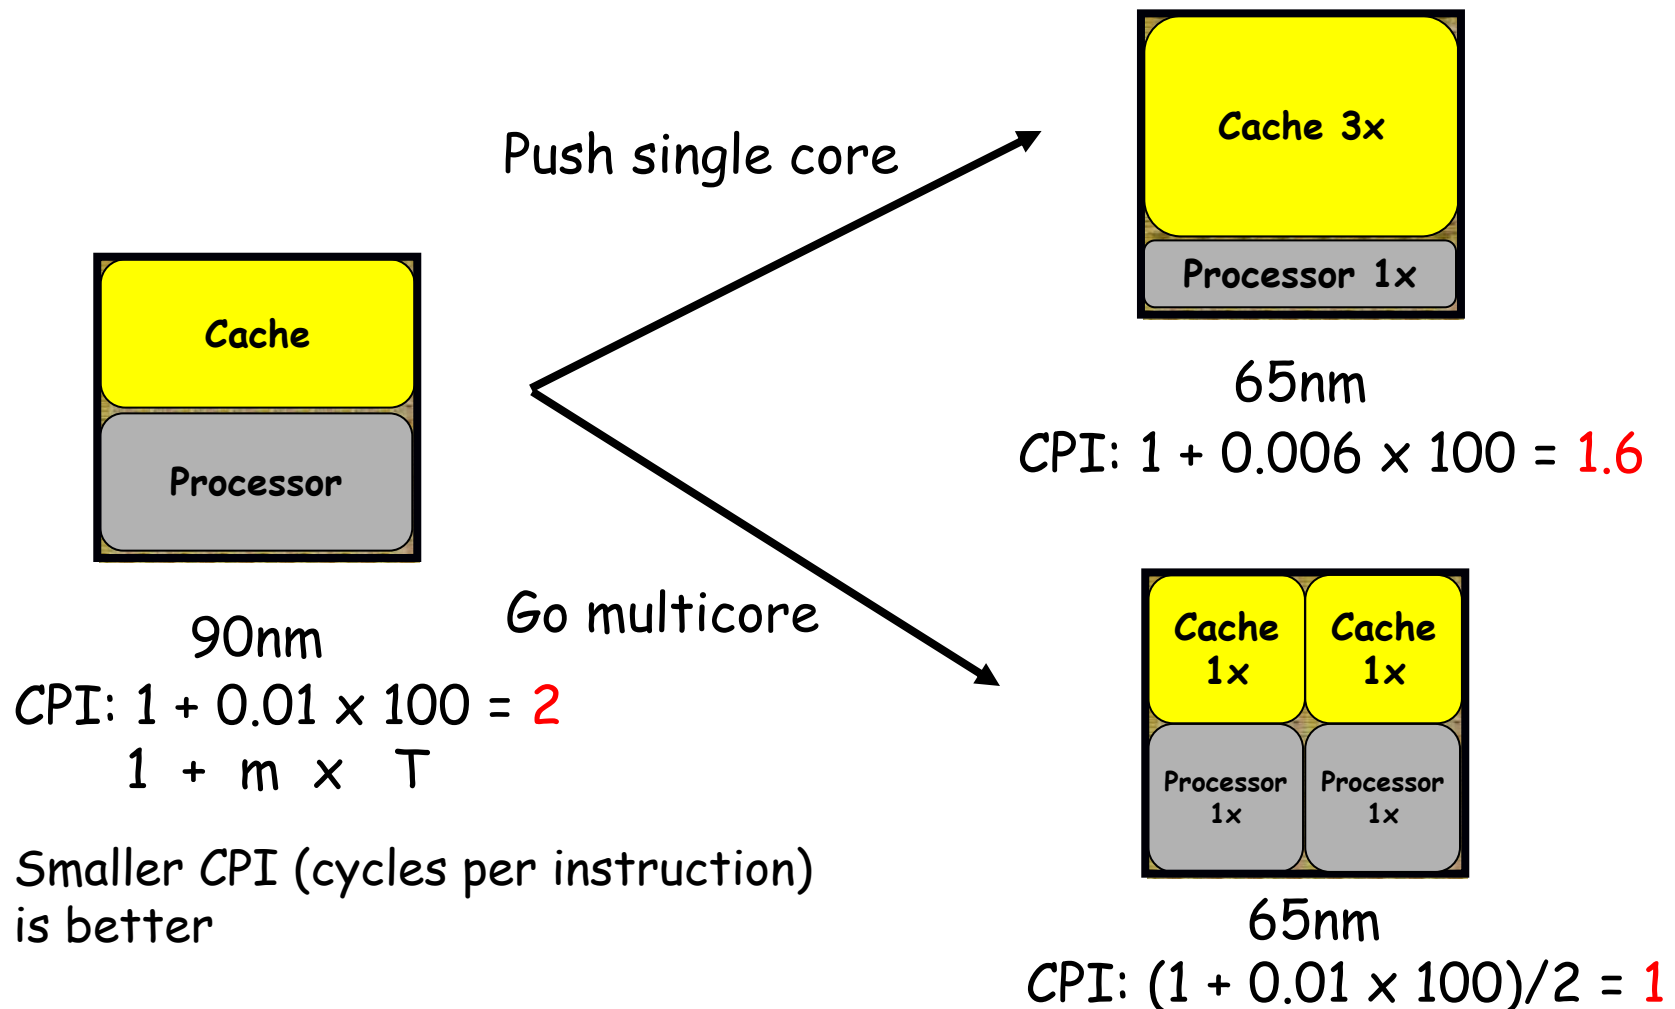 Push single core
Cache 3x
Processor 1x
65nm
CPI: 1 + 0.006 x 100 = 1.6
Cache
Processor
90nm
CPI: 1 + 0.01 x 100 = 2
1 + m x T
Smaller CPI (cycles per instruction)
is better
Go multicore
Cache
1x
Cache
1x
Processor
1x
Processor
1x
65nm
CPI: (1 + 0.01 x 100)/2 = 1